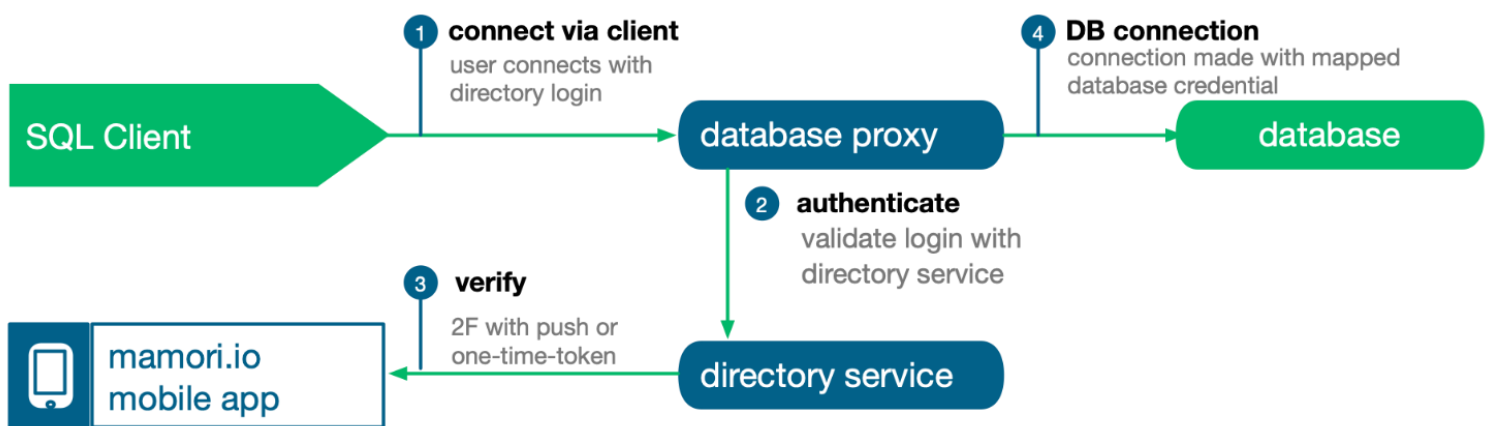 1 connect via client
user connects with
directory login
4 DB connection
connection made with mapped
database credential
SQL Client
database proxy
database
2 authenticate
validate login with
directory service
3 verify
2F with push or
one-time-token
mamori.io
mobile app
directory service